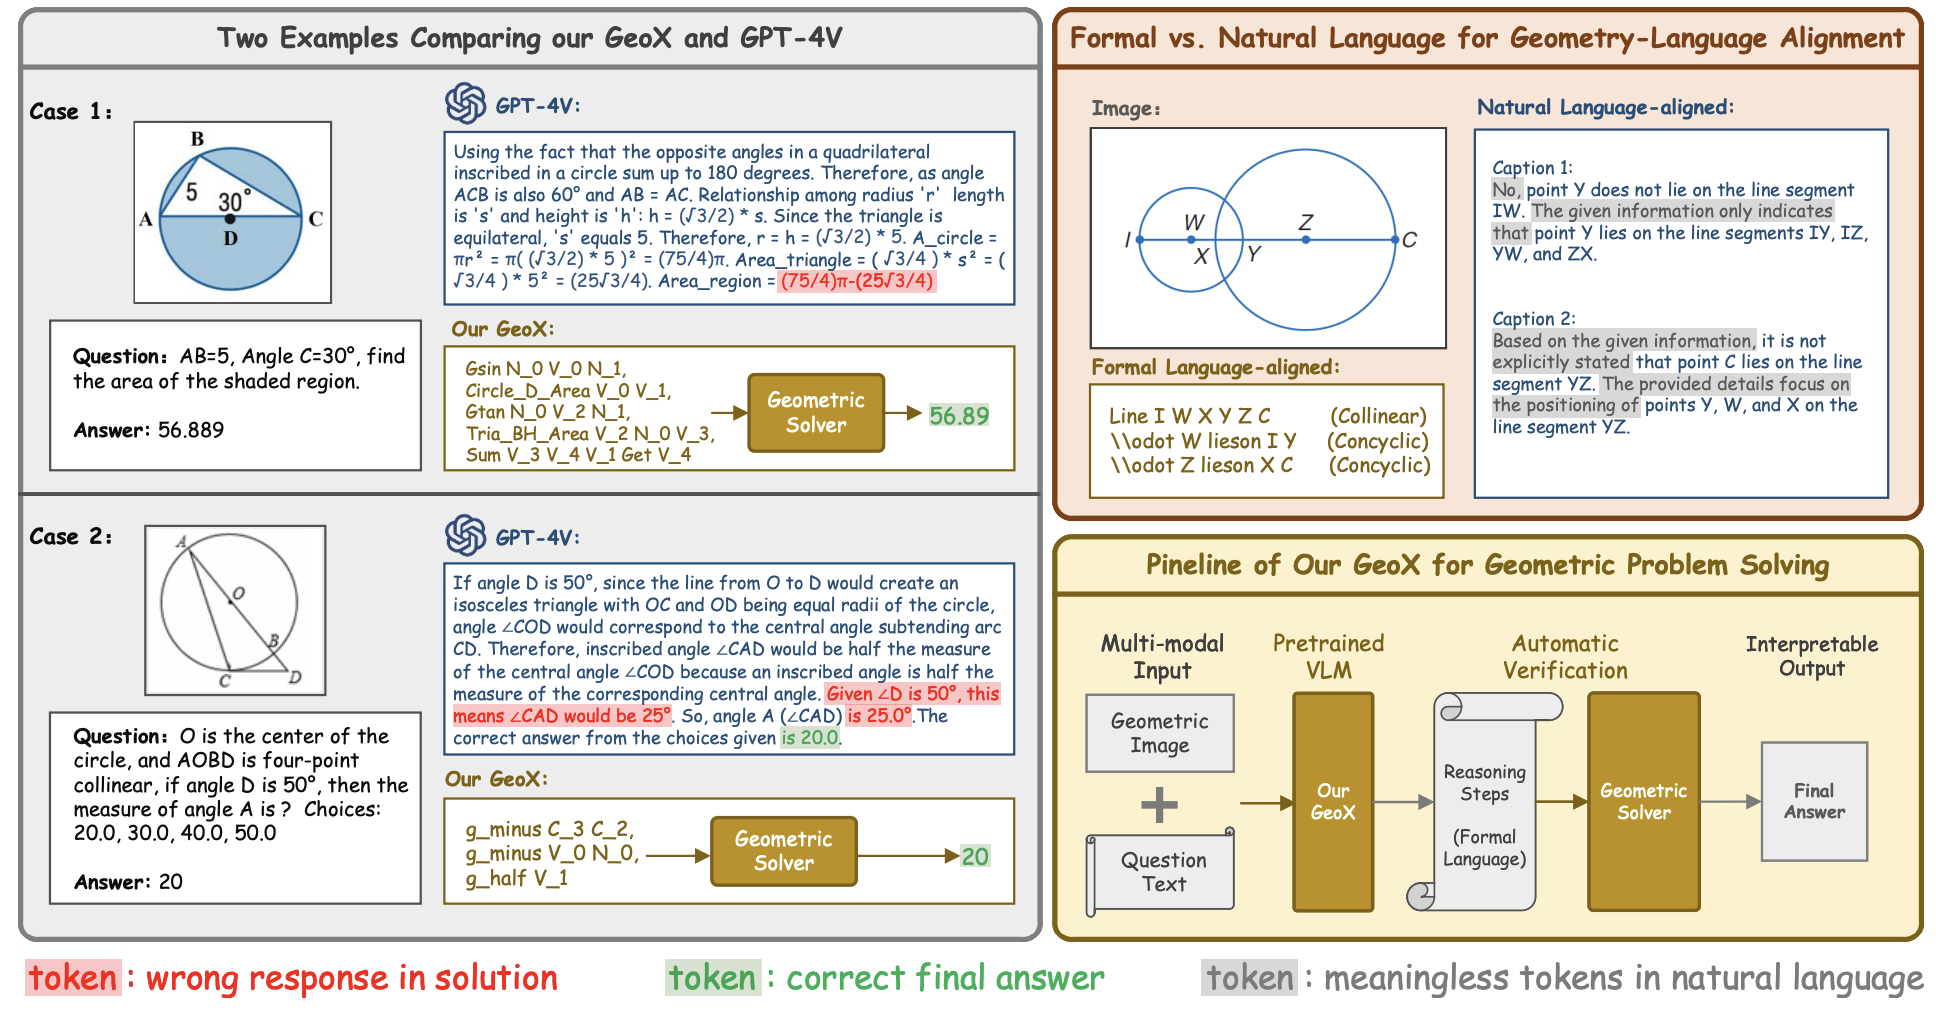 Two Examples Comparing our GeoX and GPT-4V
Case 1:
B
5
30°
A
C
D
Question: AB=5, Angle C=30°, find
the area of the shaded region.
Answer: 56.889
GPT-4V:
Using the fact that the opposite angles in a quadrilateral
inscribed in a circle sum up to 180 degrees. Therefore, as angle
ACB is also 60° and AB = AC. Relationship among radius 'r' length
is 's' and height is 'h': h = (√3/2) * s. Since the triangle is
equilateral, 's' equals 5. Therefore, r = h = (√3/2) * 5. A_circle =
πr² = π( (√3/2) * 5 )² = (75/4)π. Area_triangle = ( √3/4 ) * s² = (
√3/4 ) * 5² = (25√3/4). Area_region = (75/4)π-(25√3/4)
Our GeoX:
Gsin N_0 V_0 N_1,
Circle_D_Area V_0 V_1,
Gtan N_0 V_2 N_1,
Tria_BH_Area V_2 N_0 V_3,
Sum V_3 V_4 V_1 Get V_4
Geometric
Solver
56.89
Case 2:
A
O
B
C
D
Question: O is the center of the
circle, and AOBD is four-point
collinear, if angle D is 50°, then the
measure of angle A is ? Choices:
20.0, 30.0, 40.0, 50.0
Answer: 20
GPT-4V:
If angle D is 50°, since the line from O to D would create an
isosceles triangle with OC and OD being equal radii of the circle,
angle ∠COD would correspond to the central angle subtending arc
CD. Therefore, inscribed angle ∠CAD would be half the measure
of the central angle ∠COD because an inscribed angle is half the
measure of the corresponding central angle. Given ∠D is 50°, this
means ∠CAD would be 25°. So, angle A (∠CAD) is 25.0°.The
correct answer from the choices given is 20.0.
Our GeoX:
g_minus C_3 C_2,
g_minus V_0 N_0,
g_half V_1
Geometric
Solver
20
Formal vs. Natural Language for Geometry-Language Alignment
Image:
I
W
X
Y
Z
C
Formal Language-aligned:
Line I W X Y Z C (Collinear)
\\odot W lieson I Y (Concyclic)
\\odot Z lieson X C (Concyclic)
Natural Language-aligned:
Caption 1:
No, point Y does not lie on the line segment
IW. The given information only indicates
that point Y lies on the line segments IY, IZ,
YW, and ZX.
Caption 2:
Based on the given information, it is not
explicitly stated that point C lies on the line
segment YZ. The provided details focus on
the positioning of points Y, W, and X on the
line segment YZ.
Pineline of Our GeoX for Geometric Problem Solving
Multi-modal
Input
Geometric
Image
Question
Text
Pretrained
VLM
Our
GeoX
Automatic
Verification
Reasoning
Steps
(Formal
Language)
Geometric
Solver
Interpretable
Output
Final
Answer
token : wrong response in solution
token : correct final answer
token : meaningless tokens in natural language